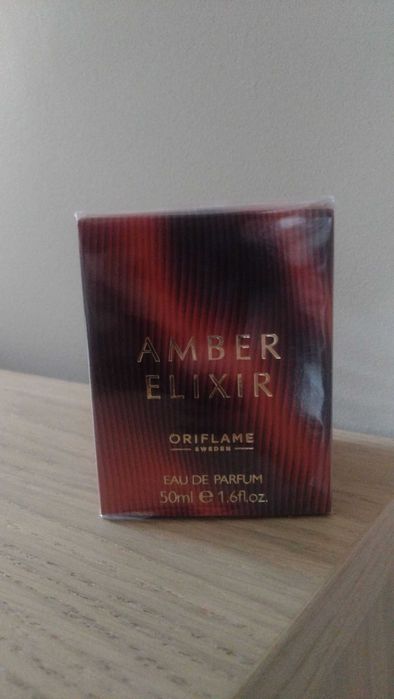 AMBER
ELIXIR
ORIFLAME
SWEDEN
EAU DE PARFUM
50ml e 1.6fl.oz.